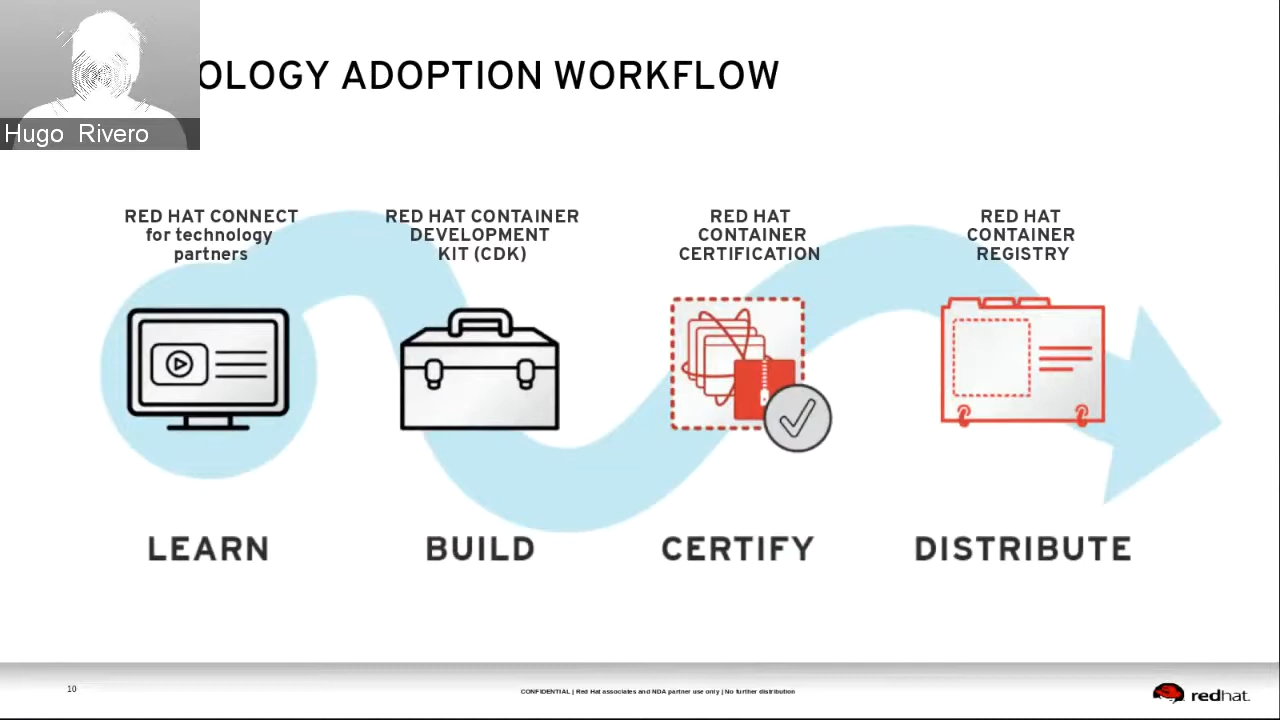 OLOGY ADOPTION WORKFLOW
Hugo Rivero
RED HAT CONNECT
for technology
partners
RED HAT CONTAINER
DEVELOPMENT
KIT (CDK)
RED HAT
CONTAINER
CERTIFICATION
RED HAT
CONTAINER
REGISTRY
LEARN
BUILD
CERTIFY
DISTRIBUTE
10
CONFIDENTIAL | Red Hat associates and NDA partner use only | No further distribution
redhat.